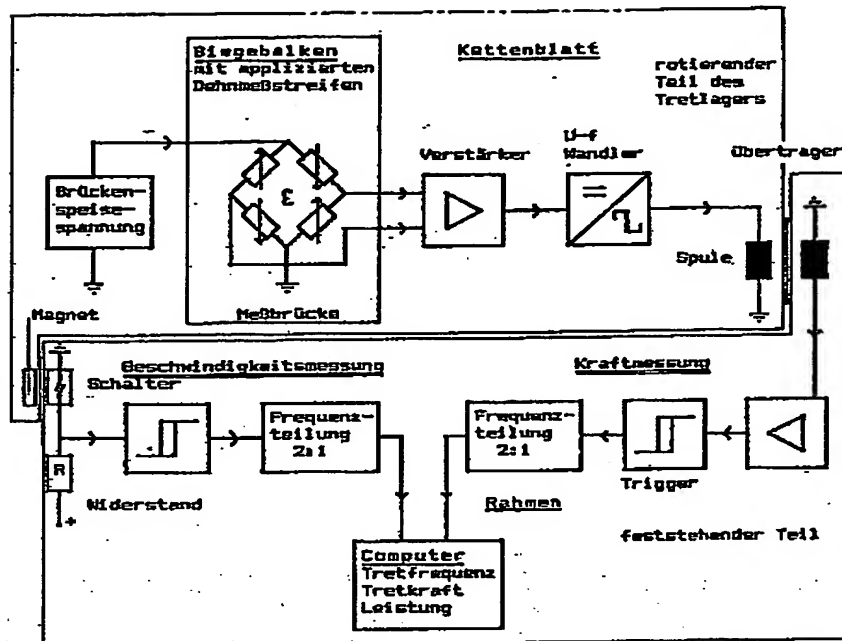 Biegebalken
mit applizierten
Dehnmeßstreifen
Kettenblatt
rotierender
Teil des
Tretlagers
Brücken-
speise-
spannung
ε
Meßbrücke
Verstärker
U-f
Wandler
Übertrager
Spule
Magnet
Schalter
Geschwindigkeitsmessung
Kraftmessung
Frequenz-
teilung
2:1
Frequenz-
teilung
2:1
Trigger
R
Widerstand
+
Rahmen
feststehender Teil
Computer
Tretfrequenz
Tretkraft
Leistung